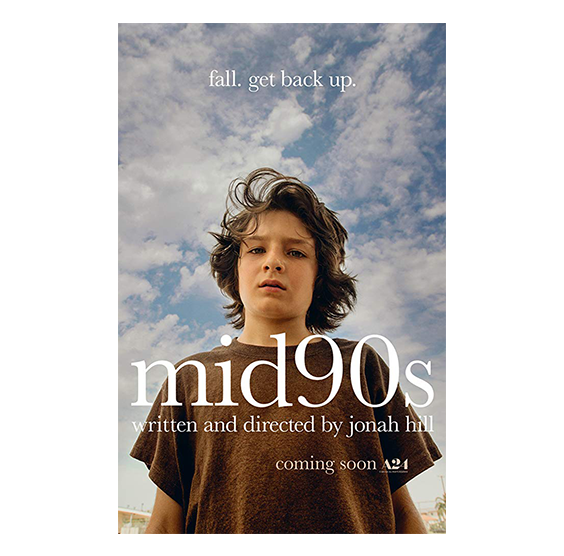 fall. get back up.
mid90s
written and directed by jonah hill
coming soon A24